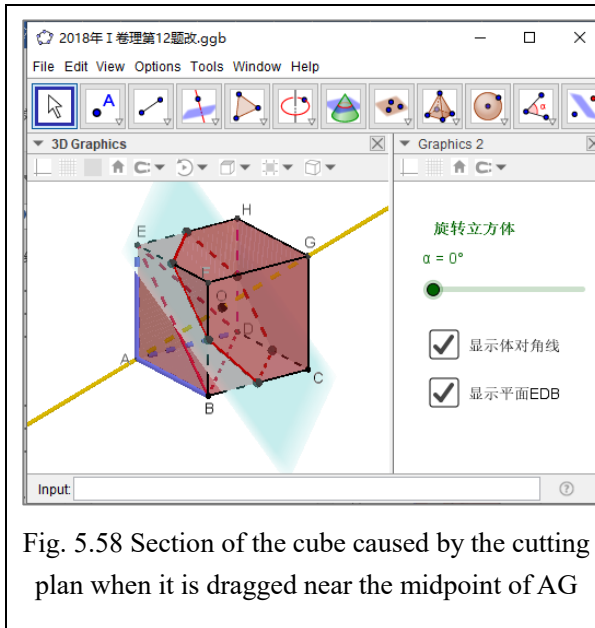 2018年 I 卷理第12题改.ggb
File Edit View Options Tools Window Help
A
α
3D Graphics
Graphics 2
H
E
G
F
O
D
A
C
B
旋转立方体
α = 0°
显示体对角线
显示平面EDB
Input:
Fig. 5.58 Section of the cube caused by the cutting
plan when it is dragged near the midpoint of AG